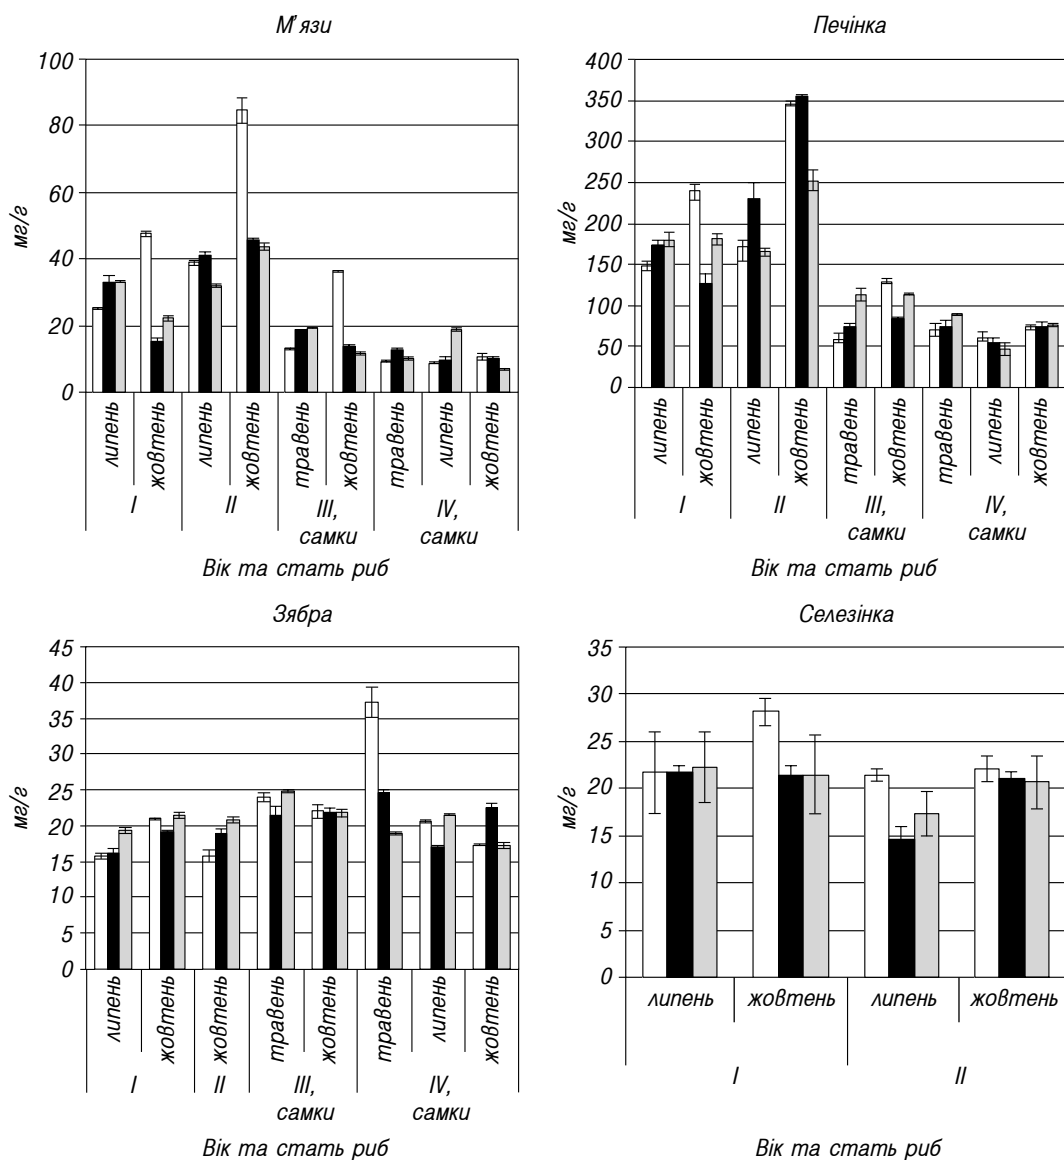 М'язи
мг/г
100
80
60
40
20
0
липень
жовтень
липень
жовтень
травень
жовтень
травень
липень
жовтень
I
II
III,
самки
IV,
самки
Вік та стать риб
Печінка
мг/г
400
350
300
250
200
150
100
50
0
липень
жовтень
липень
жовтень
травень
жовтень
травень
липень
жовтень
I
II
III,
самки
IV,
самки
Вік та стать риб
Зябра
мг/г
45
40
35
30
25
20
15
10
5
0
липень
жовтень
жовтень
травень
жовтень
травень
липень
жовтень
I
II
III,
самки
IV,
самки
Вік та стать риб
Селезінка
мг/г
35
30
25
20
15
10
5
0
липень
жовтень
липень
жовтень
I
II
Вік та стать риб